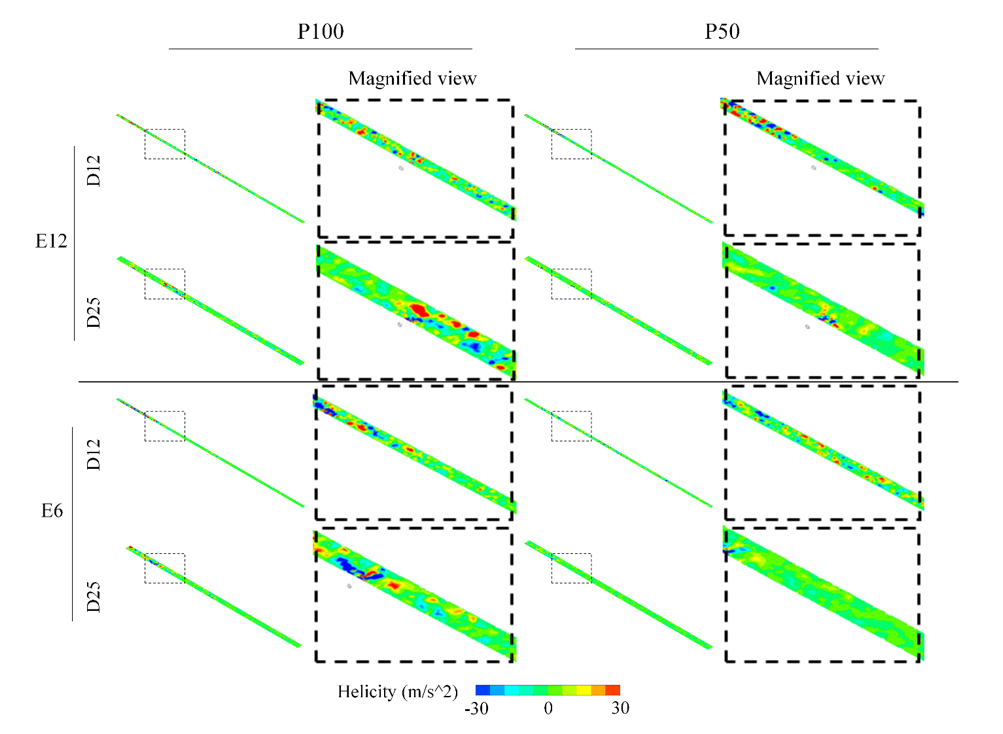 P100 P50
Magnified view Magnified view
D12
E12
D25
D12
E6
D25
Helicity (m/s^2)
-30 0 30